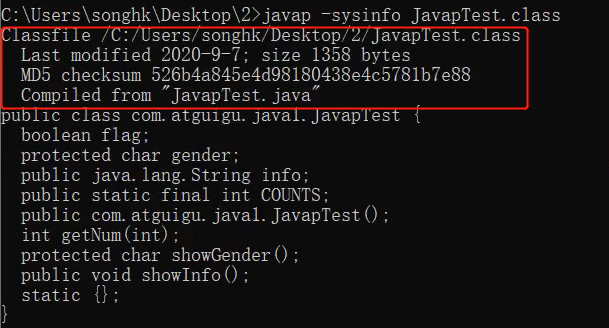 C:\Users\songhk\Desktop\2>javap -sysinfo JavapTest.class
Classfile /C:/Users/songhk/Desktop/2/JavapTest.class
  Last modified 2020-9-7; size 1358 bytes
  MD5 checksum 526b4a845e4d98180438e4c5781b7e88
  Compiled from "JavapTest.java"
public class com.atguigu.java1.JavapTest {
  boolean flag;
  protected char gender;
  public java.lang.String info;
  public static final int COUNTS;
  public com.atguigu.java1.JavapTest();
  int getNum(int);
  protected char showGender();
  public void showInfo();
  static {};
}